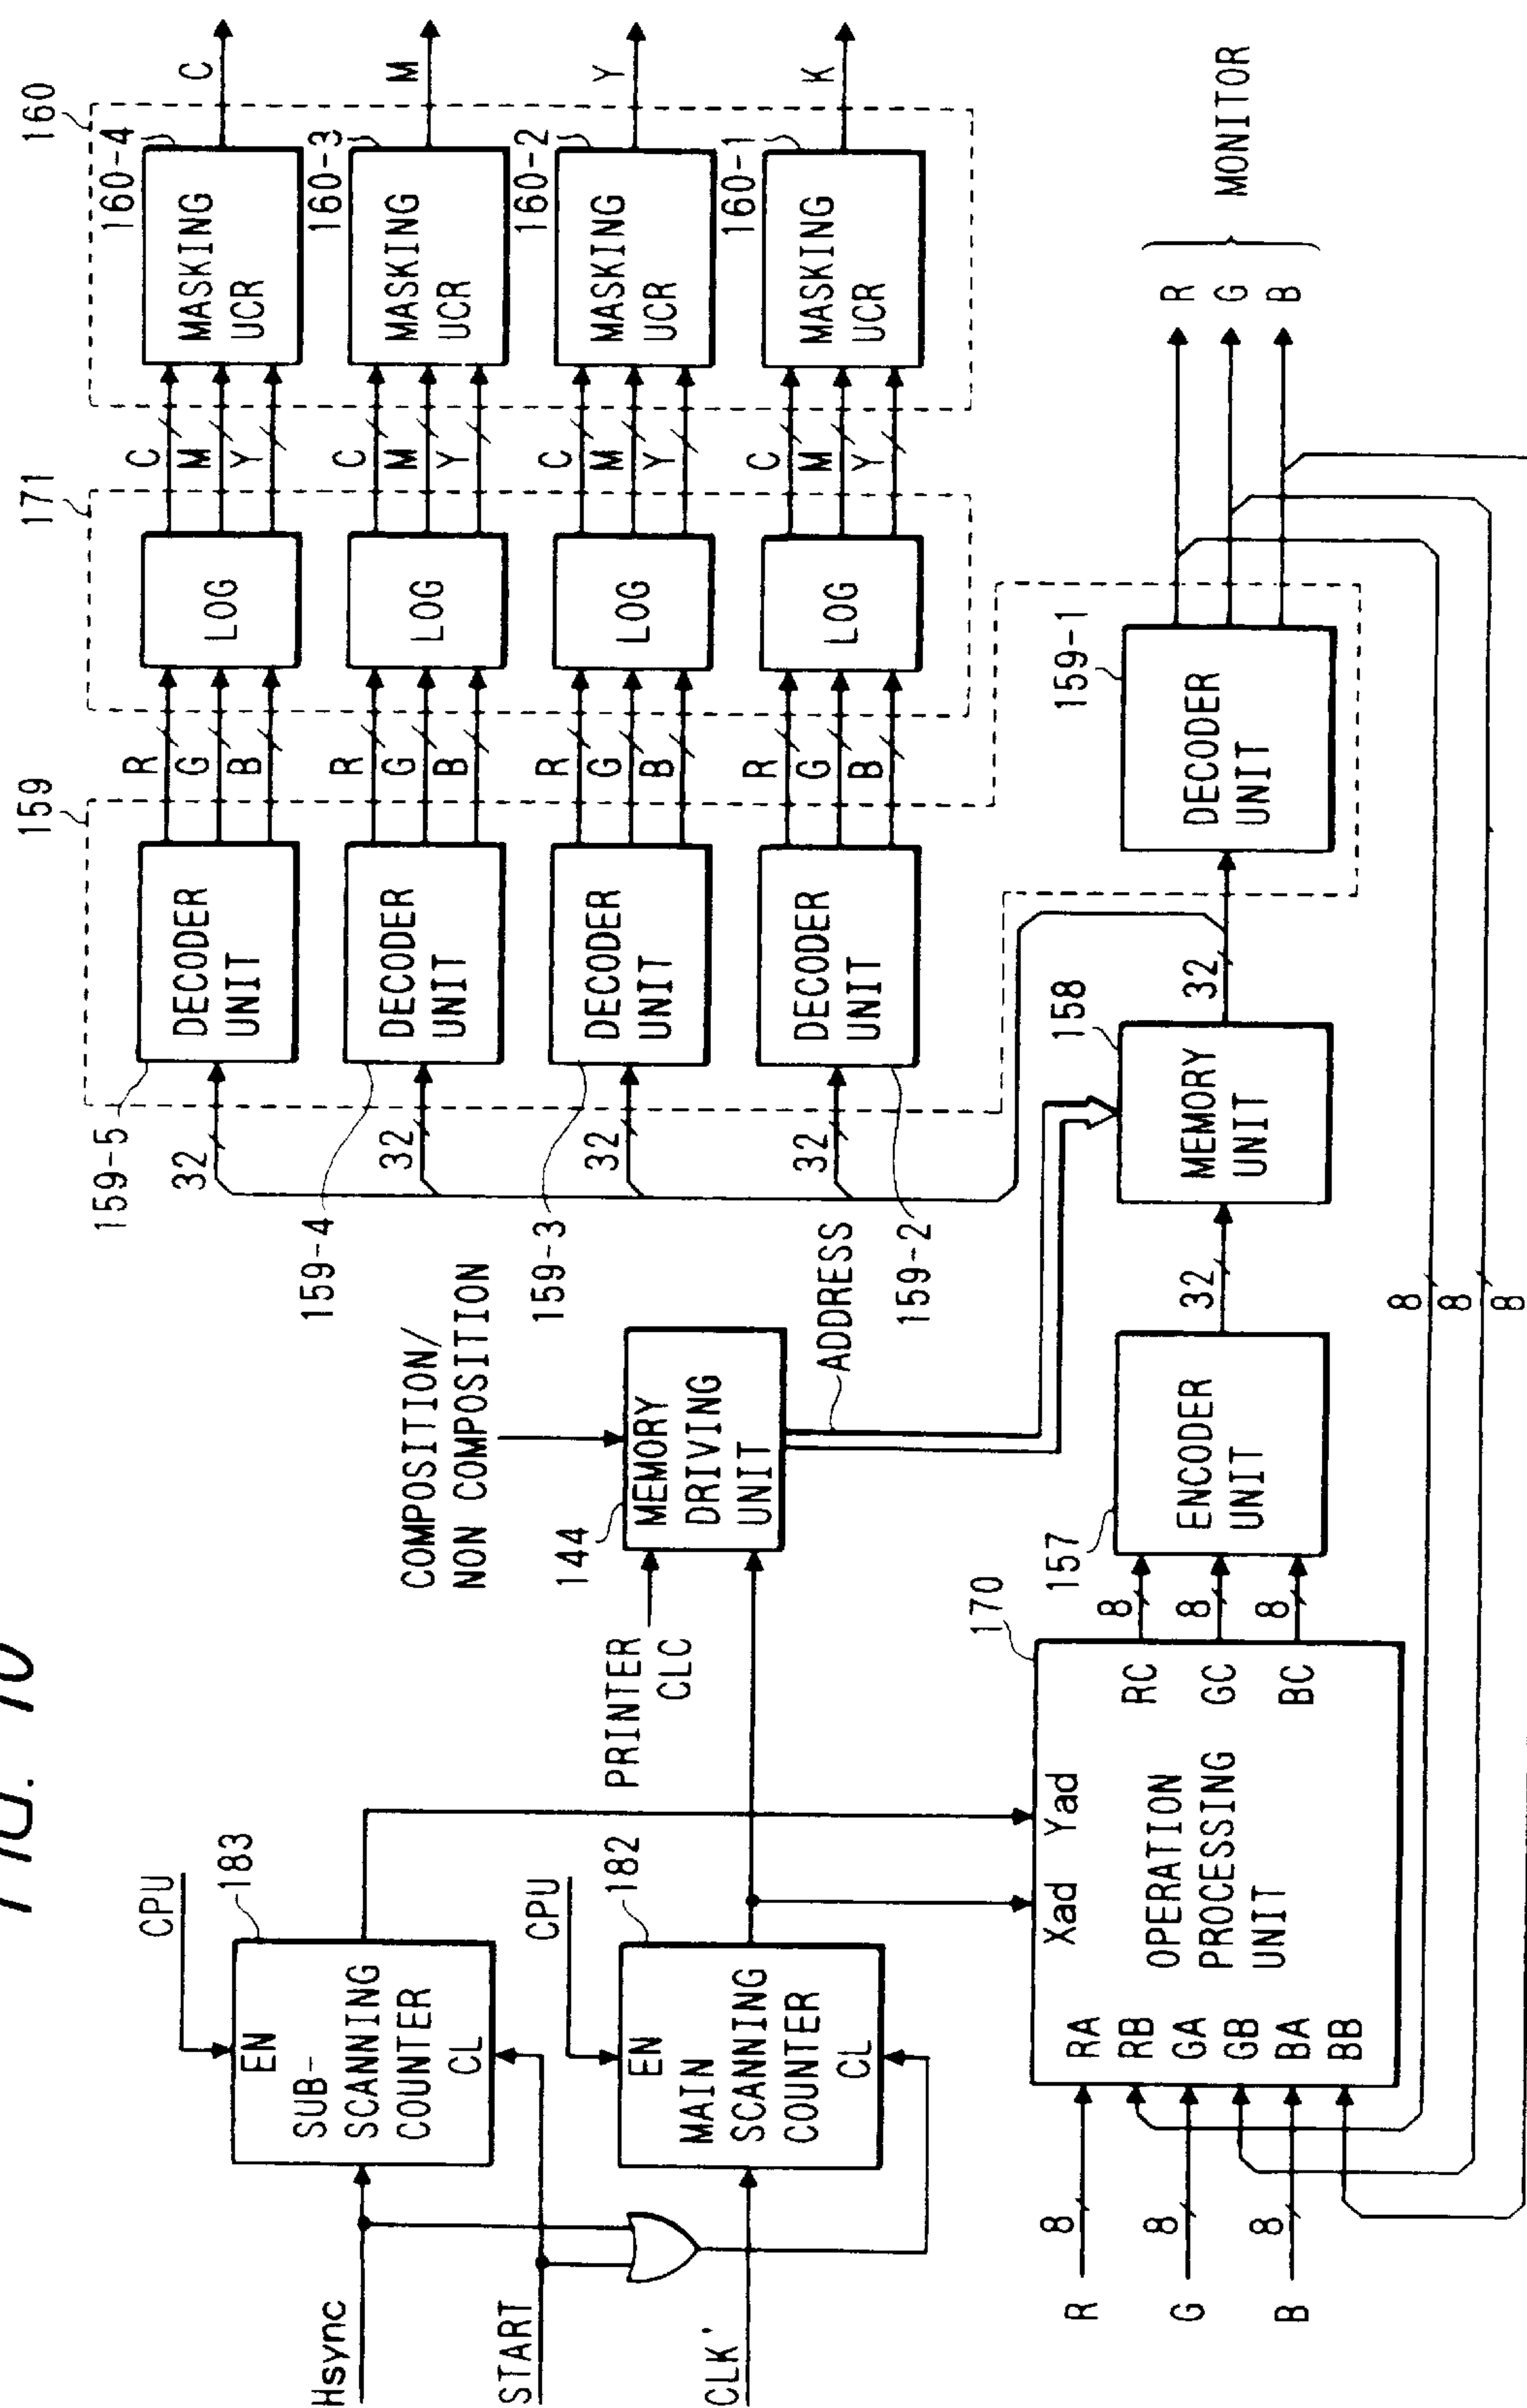 FIG. 10
Hsync
START
CLK'
CPU
183
EN
SUB-
SCANNING
COUNTER
CL
CPU
182
EN
MAIN
SCANNING
COUNTER
CL
PRINTER
CLC
COMPOSITION/
NON COMPOSITION
144
MEMORY
DRIVING
UNIT
ADDRESS
R
G
B
8
8
8
170
Xad
Yad
RA
RB
GA
GB
BA
BB
OPERATION
PROCESSING
UNIT
RC
GC
BC
8
8
8
157
ENCODER
UNIT
32
158
MEMORY
UNIT
32
159-1
DECODER
UNIT
R
G
B
MONITOR
8
8
8
159
159-5
32
DECODER
UNIT
R
G
B
171
LOG
C
M
Y
160
160-4
MASKING
UCR
C
159-4
32
DECODER
UNIT
R
G
B
LOG
C
M
Y
160-3
MASKING
UCR
M
159-3
32
DECODER
UNIT
R
G
B
LOG
C
M
Y
160-2
MASKING
UCR
Y
159-2
32
DECODER
UNIT
R
G
B
LOG
C
M
Y
160-1
MASKING
UCR
K